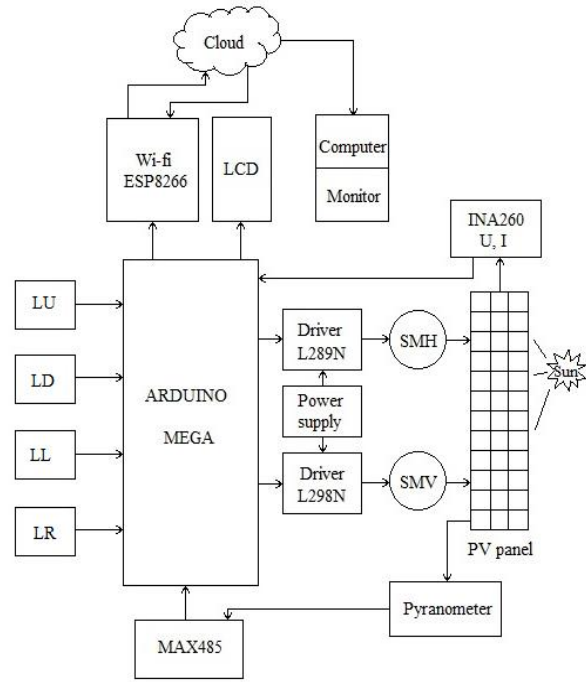 Cloud
Wi-fi
ESP8266
LCD
Computer
Monitor
INA260
U, I
LU
LD
LL
LR
ARDUINO
MEGA
Driver
L289N
SMH
Sun
Power
supply
Driver
L298N
SMV
PV panel
Pyranometer
MAX485